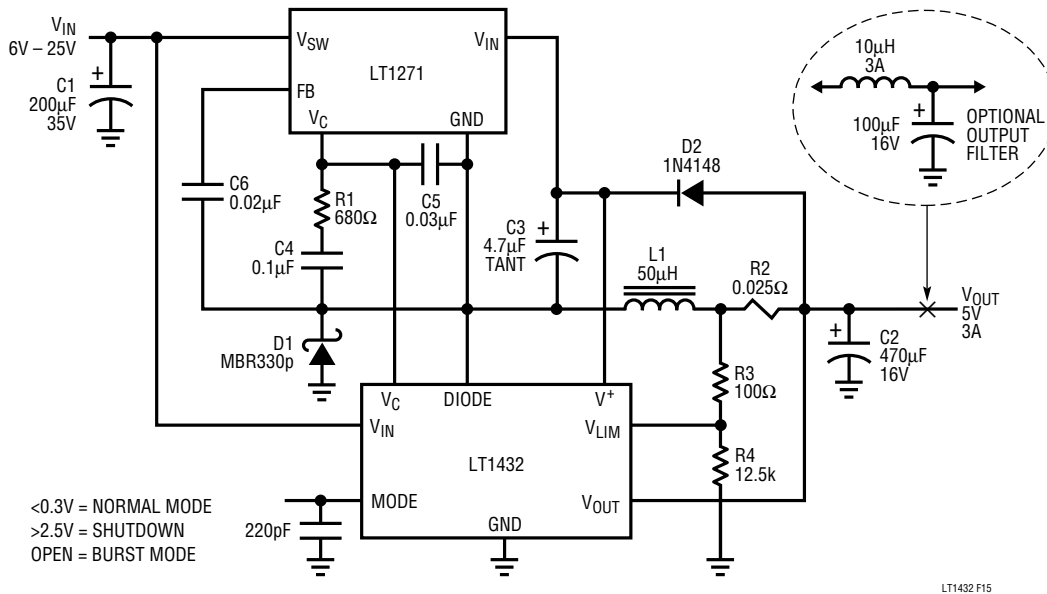 VIN
6V – 25V
+
C1
200µF
35V
VSW
VIN
LT1271
FB
VC
GND
C6
0.02µF
R1
680Ω
C5
0.03µF
C4
0.1µF
+
C3
4.7µF
TANT
D2
1N4148
L1
50µH
R2
0.025Ω
10µH
3A
+
100µF
16V
OPTIONAL
OUTPUT
FILTER
VOUT
5V
3A
+
C2
470µF
16V
D1
MBR330p
R3
100Ω
R4
12.5k
VC
DIODE
V+
VIN
VLIM
LT1432
MODE
VOUT
GND
220pF
<0.3V = NORMAL MODE
>2.5V = SHUTDOWN
OPEN = BURST MODE
LT1432 F15